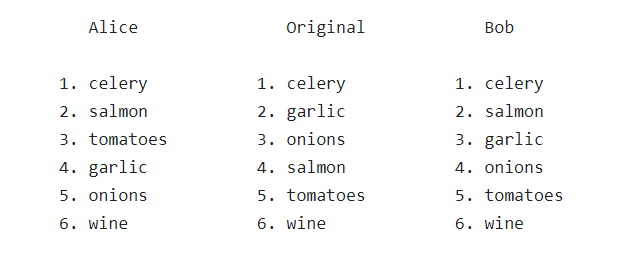 Alice Original Bob
1. celery 1. celery 1. celery
2. salmon 2. garlic 2. salmon
3. tomatoes 3. onions 3. garlic
4. garlic 4. salmon 4. onions
5. onions 5. tomatoes 5. tomatoes
6. wine 6. wine 6. wine